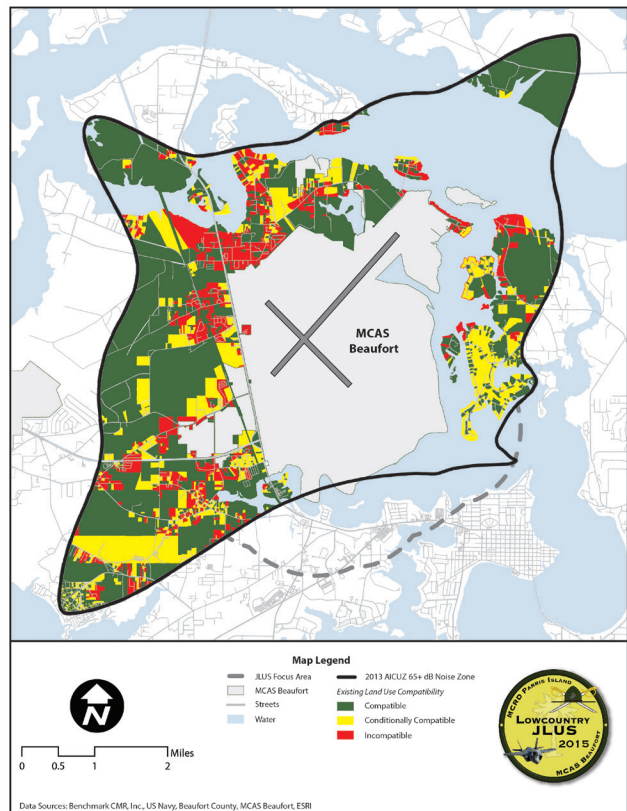 MCAS
Beaufort
Map Legend
JLUS Focus Area
MCAS Beaufort
Streets
Water
2013 AICUZ 65+ dB Noise Zone
Existing Land Use Compatibility
Compatible
Conditionally Compatible
Incompatible
N
Miles
0 0.5 1 2
MCRD PARRIS ISLAND
LOWCOUNTRY
JLUS
2015
MCAS BEAUFORT
Data Sources: Benchmark CMR, Inc., US Navy, Beaufort County, MCAS Beaufort, ESRI